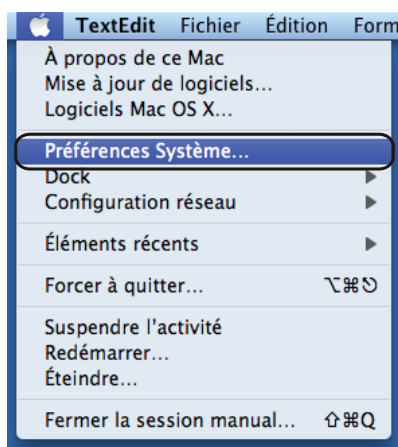 TextEdit Fichier Édition Form
À propos de ce Mac
Mise à jour de logiciels...
Logiciels Mac OS X...
Préférences Système...
Dock
Configuration réseau
Éléments récents
Forcer à quitter... ⌥⌘⎋
Suspendre l'activité
Redémarrer...
Éteindre...
Fermer la session manual... ⇧⌘Q